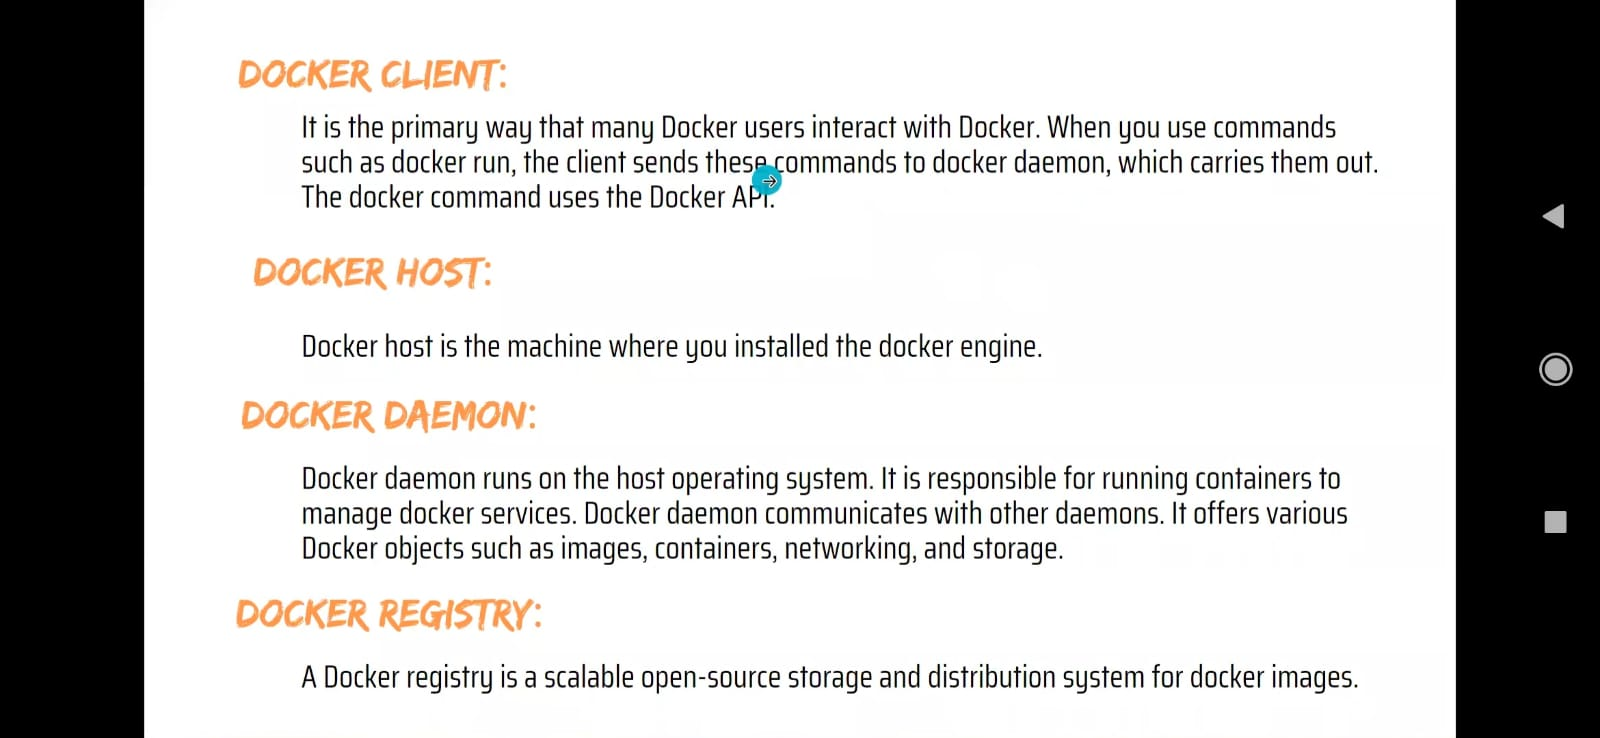 DOCKER CLIENT:
It is the primary way that many Docker users interact with Docker. When you use commands
such as docker run, the client sends these commands to docker daemon, which carries them out.
The docker command uses the Docker API.
DOCKER HOST:
Docker host is the machine where you installed the docker engine.
DOCKER DAEMON:
Docker daemon runs on the host operating system. It is responsible for running containers to
manage docker services. Docker daemon communicates with other daemons. It offers various
Docker objects such as images, containers, networking, and storage.
DOCKER REGISTRY:
A Docker registry is a scalable open-source storage and distribution system for docker images.